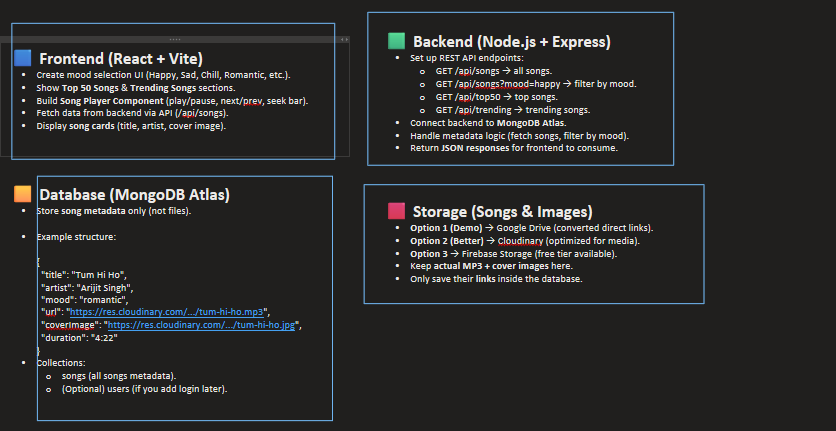 Frontend (React + Vite)
• Create mood selection UI (Happy, Sad, Chill, Romantic, etc.).
• Show Top 50 Songs & Trending Songs sections.
• Build Song Player Component (play/pause, next/prev, seek bar).
• Fetch data from backend via API (/api/songs).
• Display song cards (title, artist, cover image).
Backend (Node.js + Express)
• Set up REST API endpoints:
o GET /api/songs → all songs.
o GET /api/songs?mood=happy → filter by mood.
o GET /api/top50 → top songs.
o GET /api/trending → trending songs.
• Connect backend to MongoDB Atlas.
• Handle metadata logic (fetch songs, filter by mood).
• Return JSON responses for frontend to consume.
Database (MongoDB Atlas)
• Store song metadata only (not files).
• Example structure:
{
"title": "Tum Hi Ho",
"artist": "Arijit Singh",
"mood": "romantic",
"url": "https://res.cloudinary.com/.../tum-hi-ho.mp3",
"coverImage": "https://res.cloudinary.com/.../tum-hi-ho.jpg",
"duration": "4:22"
}
• Collections:
o songs (all songs metadata).
o (Optional) users (if you add login later).
Storage (Songs & Images)
• Option 1 (Demo) → Google Drive (converted direct links).
• Option 2 (Better) → Cloudinary (optimized for media).
• Option 3 → Firebase Storage (free tier available).
• Keep actual MP3 + cover images here.
• Only save their links inside the database.